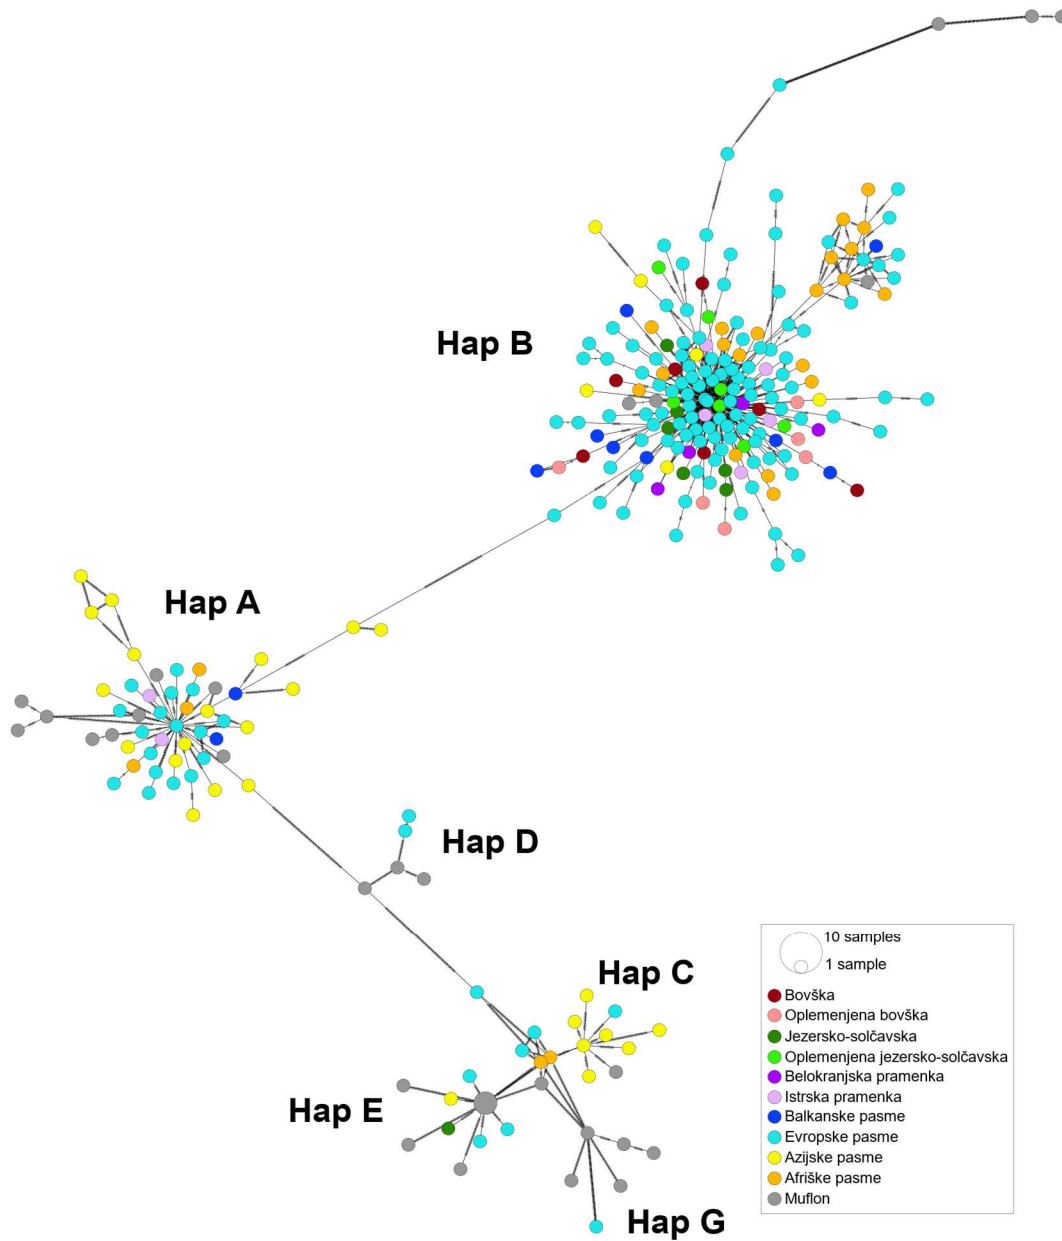 Hap B
Hap A
Hap D
Hap C
Hap E
Hap G
10 samples
1 sample
Bovška
Oplemenjena bovška
Jezersko-solčavska
Oplemenjena jezersko-solčavska
Belokranjska pramenka
Istrska pramenka
Balkanske pasme
Evropske pasme
Azijske pasme
Afriške pasme
Muflon